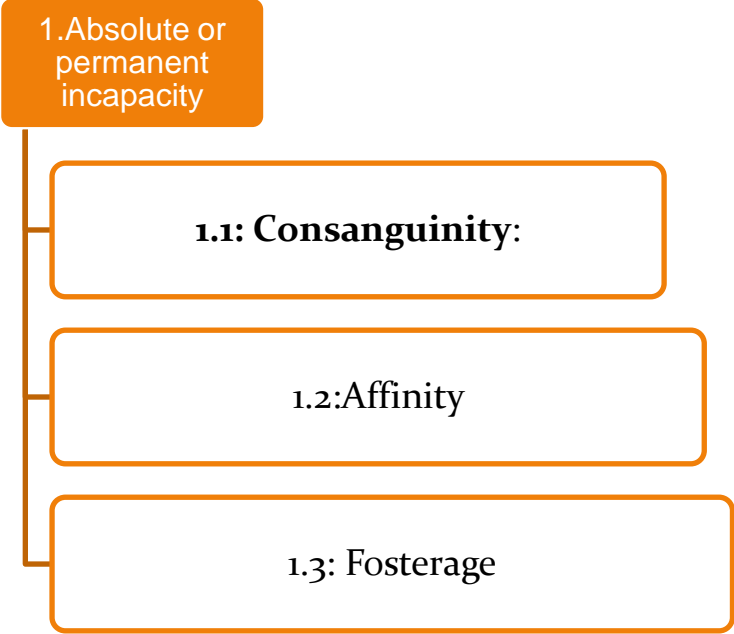 1.Absolute or
permanent
incapacity
1.1: Consanguinity:
1.2:Affinity
1.3: Fosterage